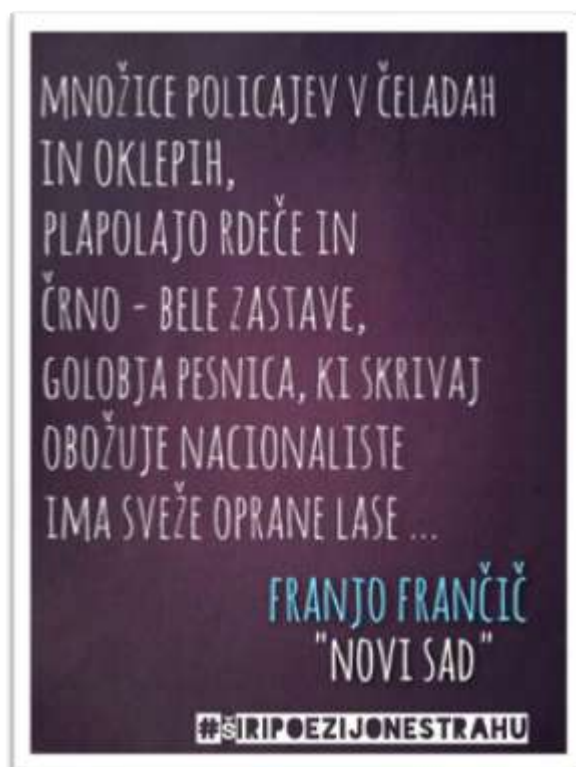 MNOŽICE POLICAJEV V ČELADAH
IN OKLEPIH,
PLAPOLAJO RDEČE IN
ČRNO - BELE ZASTAVE,
GOLOBJA PESNICA, KI SKRIVAJ
OBOŽUJE NACIONALISTE
IMA SVEŽE OPRANE LASE ...
FRANJO FRANČIČ
"NOVI SAD"
#ŠIRIPOEZIJONESTRAHU